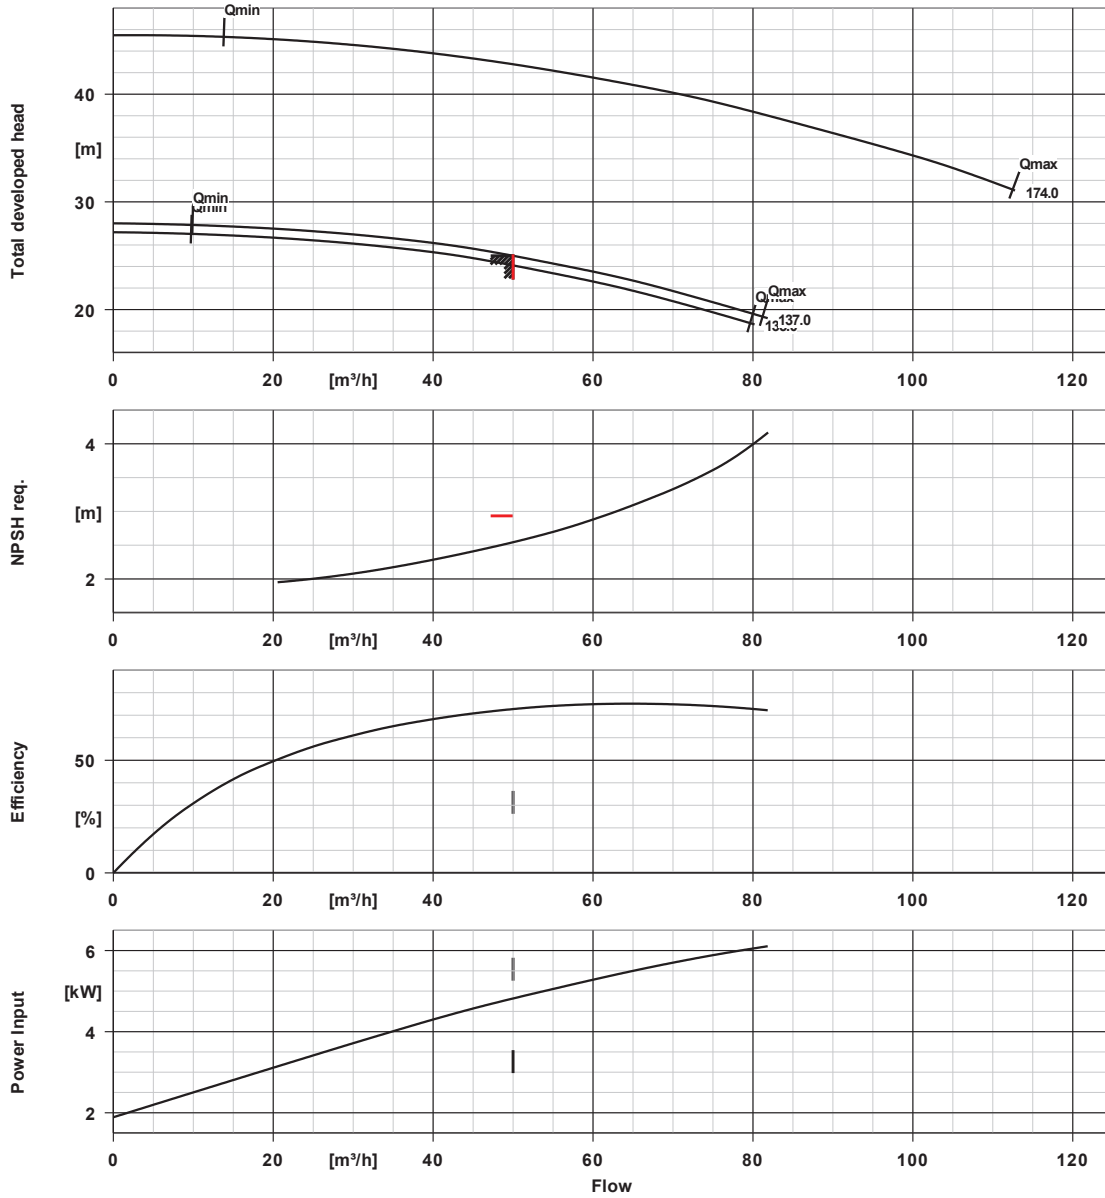 Qmin
Total developed head
40
[m]
30
20
Qmax
174.0
Qmin
Qmin
Qmax
Qmax
137.0
0 20 [m³/h] 40 60 80 100 120
NPSH req.
4
[m]
2
0 20 [m³/h] 40 60 80 100 120
Efficiency
50
[%]
0
0 20 [m³/h] 40 60 80 100 120
Power Input
6
[kW]
4
2
0 20 [m³/h] 40 60 80 100 120
Flow